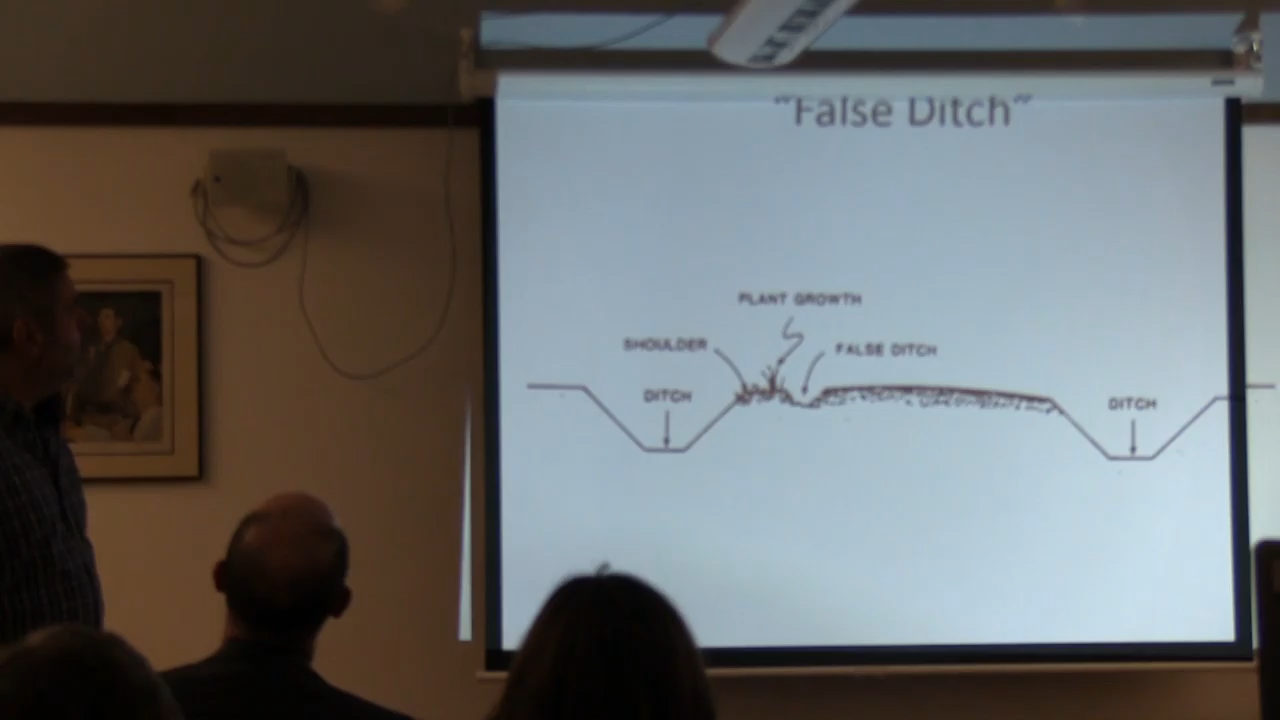 "False Ditch"
PLANT GROWTH
SHOULDER
FALSE DITCH
DITCH
DITCH